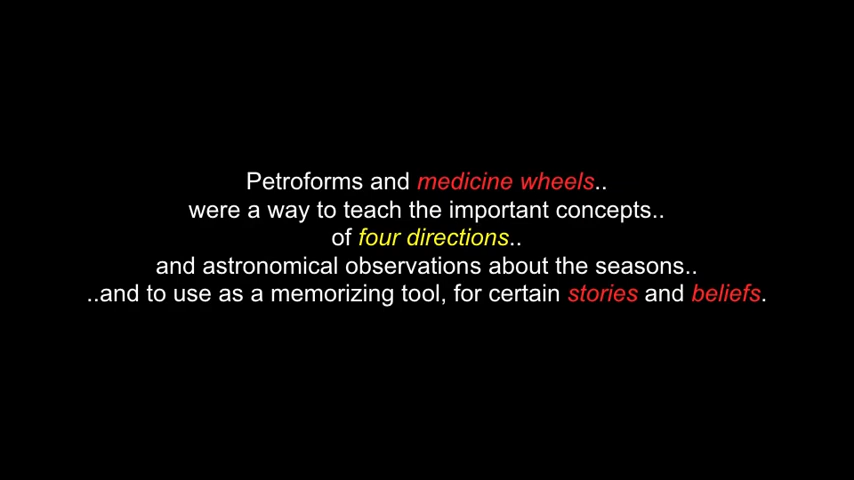 Petroforms and medicine wheels..
were a way to teach the important concepts..
of four directions..
and astronomical observations about the seasons..
..and to use as a memorizing tool, for certain stories and beliefs.